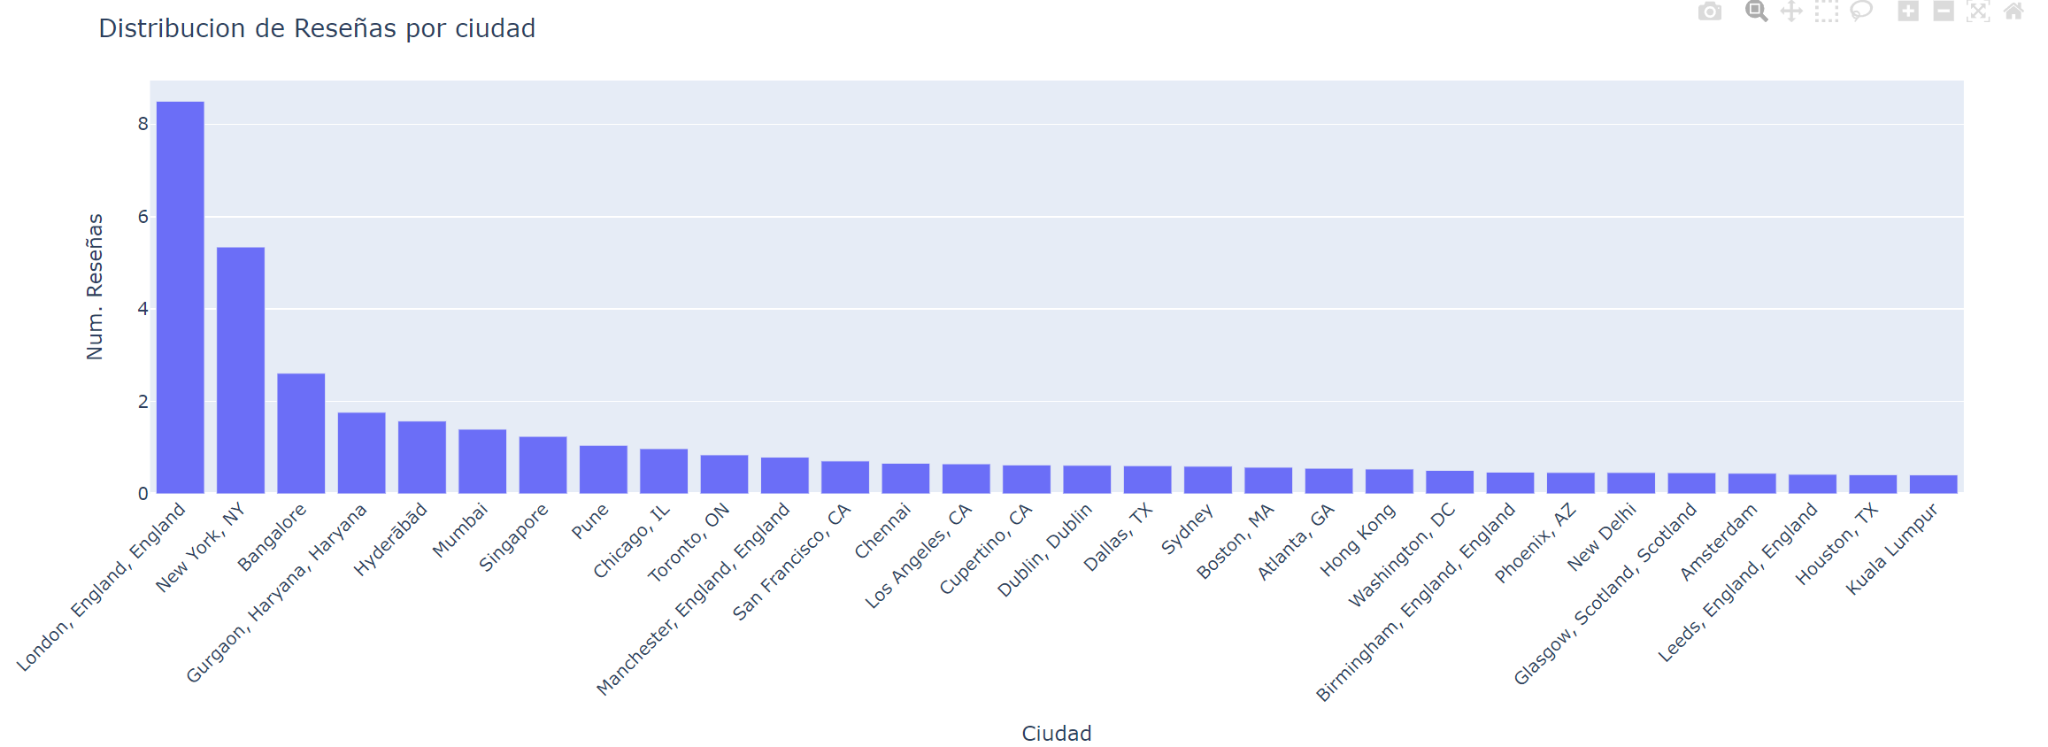 Distribucion de Reseñas por ciudad
Num. Reseñas
8
6
4
2
0
London, England, England
New York, NY
Bangalore
Gurgaon, Haryana, Haryana
Hyderābād
Mumbai
Singapore
Pune
Chicago, IL
Toronto, ON
Manchester, England, England
San Francisco, CA
Chennai
Los Angeles, CA
Cupertino, CA
Dublin, Dublin
Dallas, TX
Sydney
Boston, MA
Atlanta, GA
Hong Kong
Washington, DC
Birmingham, England, England
Phoenix, AZ
New Delhi
Glasgow, Scotland, Scotland
Amsterdam
Leeds, England, England
Houston, TX
Kuala Lumpur
Ciudad